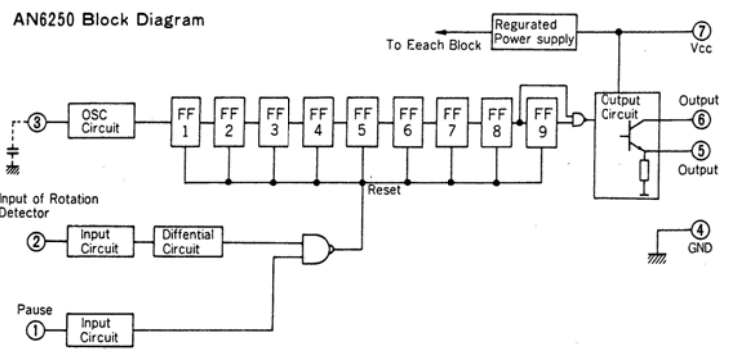 AN6250 Block Diagram
Regurated
Power supply
To Eeach Block
7
Vcc
3
OSC
Circuit
FF
1
FF
2
FF
3
FF
4
FF
5
FF
6
FF
7
FF
8
FF
9
Output
Circuit
Output
6
5
Output
Reset
Input of Rotation
Detector
2
Input
Circuit
Diffential
Circuit
4
GND
Pause
1
Input
Circuit